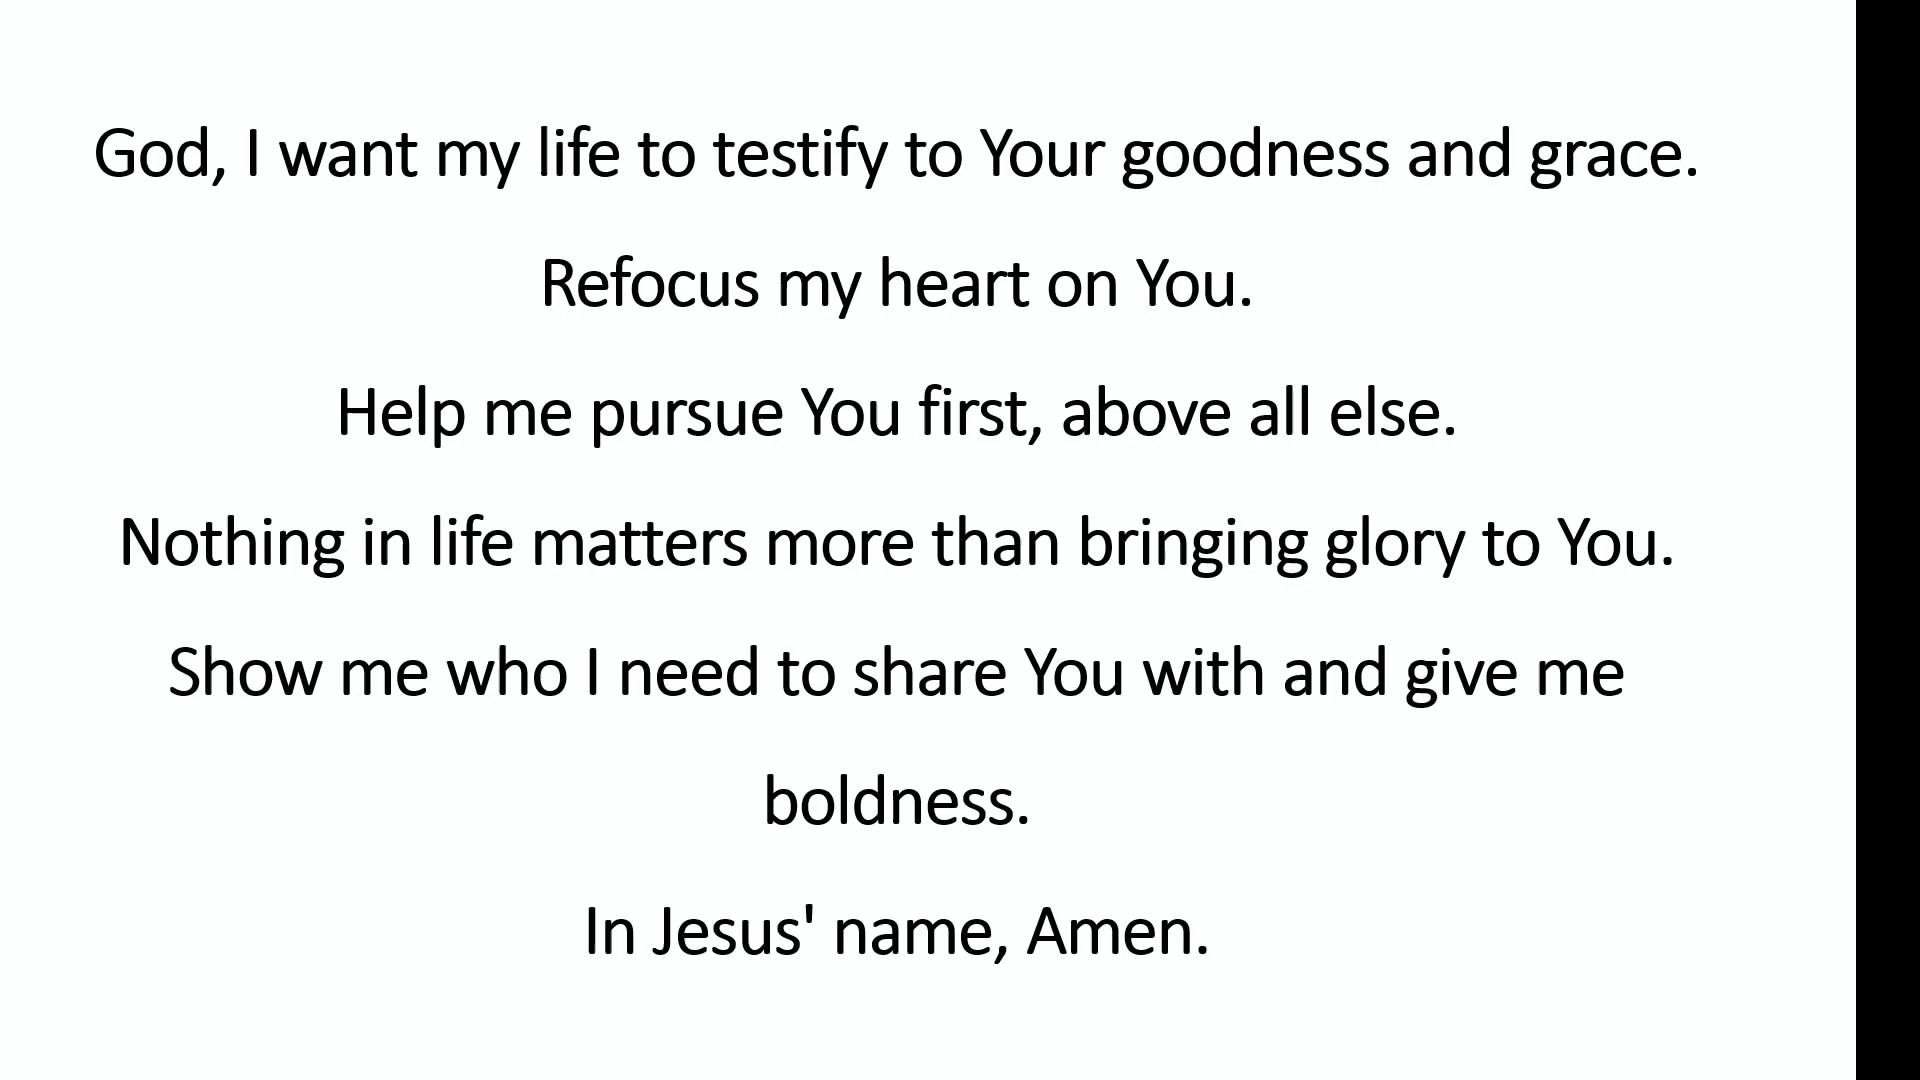 God, I want my life to testify to Your goodness and grace.
Refocus my heart on You.
Help me pursue You first, above all else.
Nothing in life matters more than bringing glory to You.
Show me who I need to share You with and give me
boldness.
In Jesus' name, Amen.